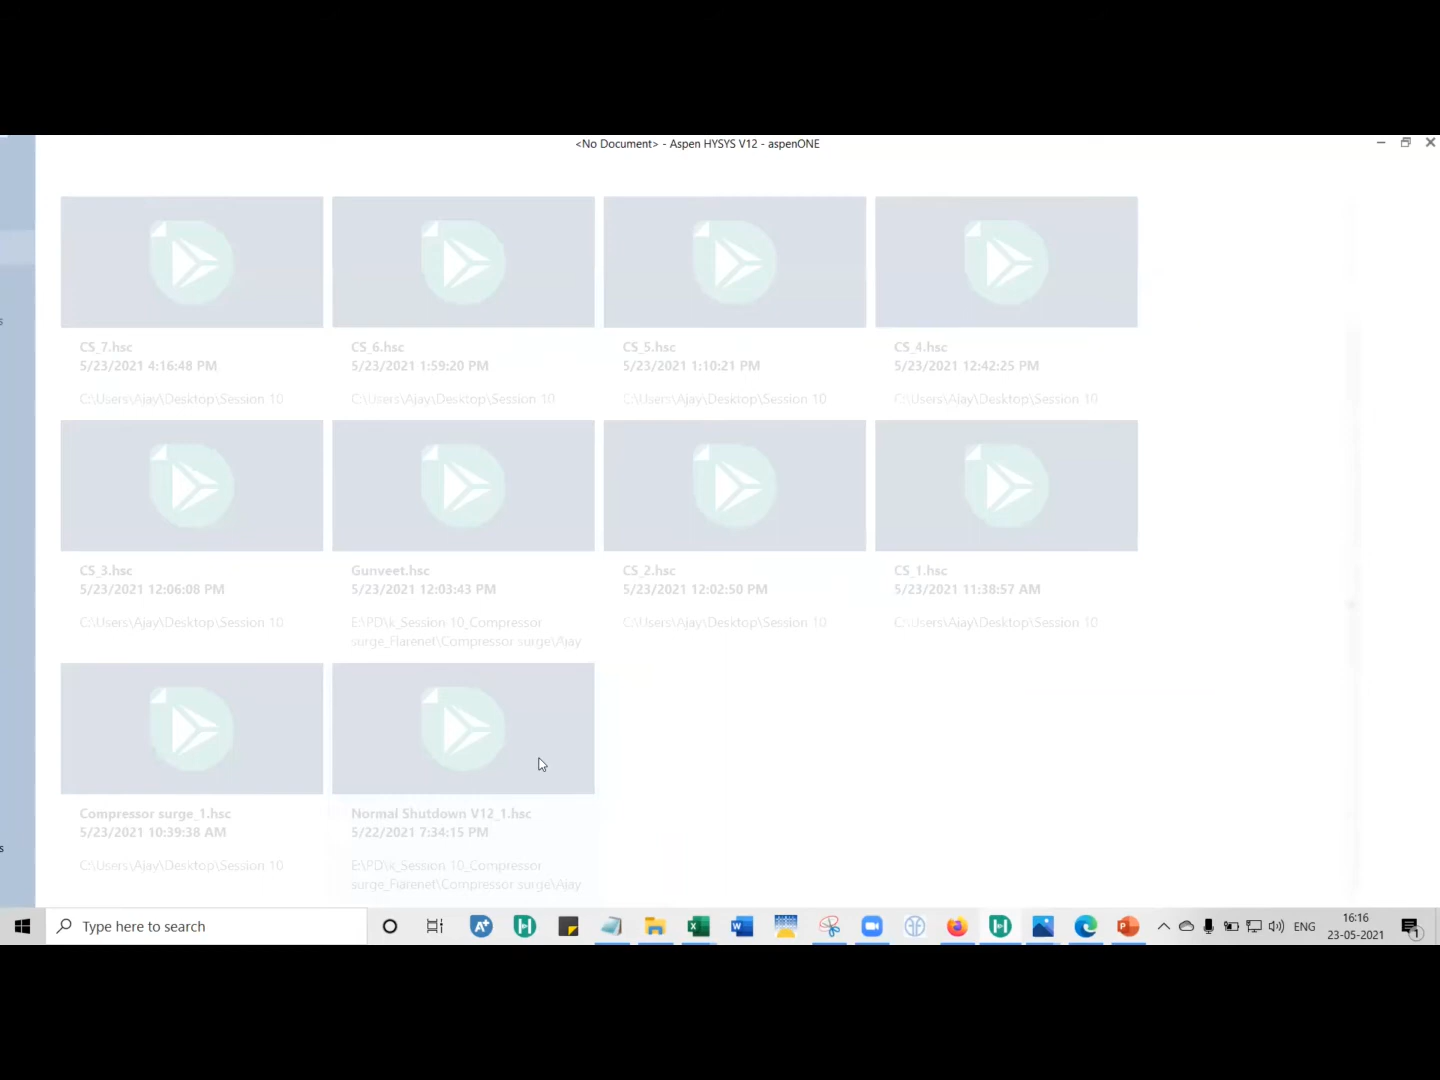 <No Document> - Aspen HYSYS V12 - aspenONE
CS_7.hsc
5/23/2021 4:16:48 PM
C:\Users\Ajay\Desktop\Session 10
CS_6.hsc
5/23/2021 1:59:20 PM
C:\Users\Ajay\Desktop\Session 10
CS_5.hsc
5/23/2021 1:10:21 PM
C:\Users\Ajay\Desktop\Session 10
CS_4.hsc
5/23/2021 12:42:25 PM
C:\Users\Ajay\Desktop\Session 10
CS_3.hsc
5/23/2021 12:06:08 PM
C:\Users\Ajay\Desktop\Session 10
Gunveet.hsc
5/23/2021 12:03:43 PM
E:\PD\k_Session 10_Compressor
surge_Flarenet\Compressor surge\Ajay
CS_2.hsc
5/23/2021 12:02:50 PM
C:\Users\Ajay\Desktop\Session 10
CS_1.hsc
5/23/2021 11:38:57 AM
C:\Users\Ajay\Desktop\Session 10
Compressor surge_1.hsc
5/23/2021 10:39:38 AM
C:\Users\Ajay\Desktop\Session 10
Normal Shutdown V12_1.hsc
5/22/2021 7:34:15 PM
E:\PD\k_Session 10_Compressor
surge_Flarenet\Compressor surge\Ajay
s
s
Type here to search
ENG
16:16
23-05-2021
1